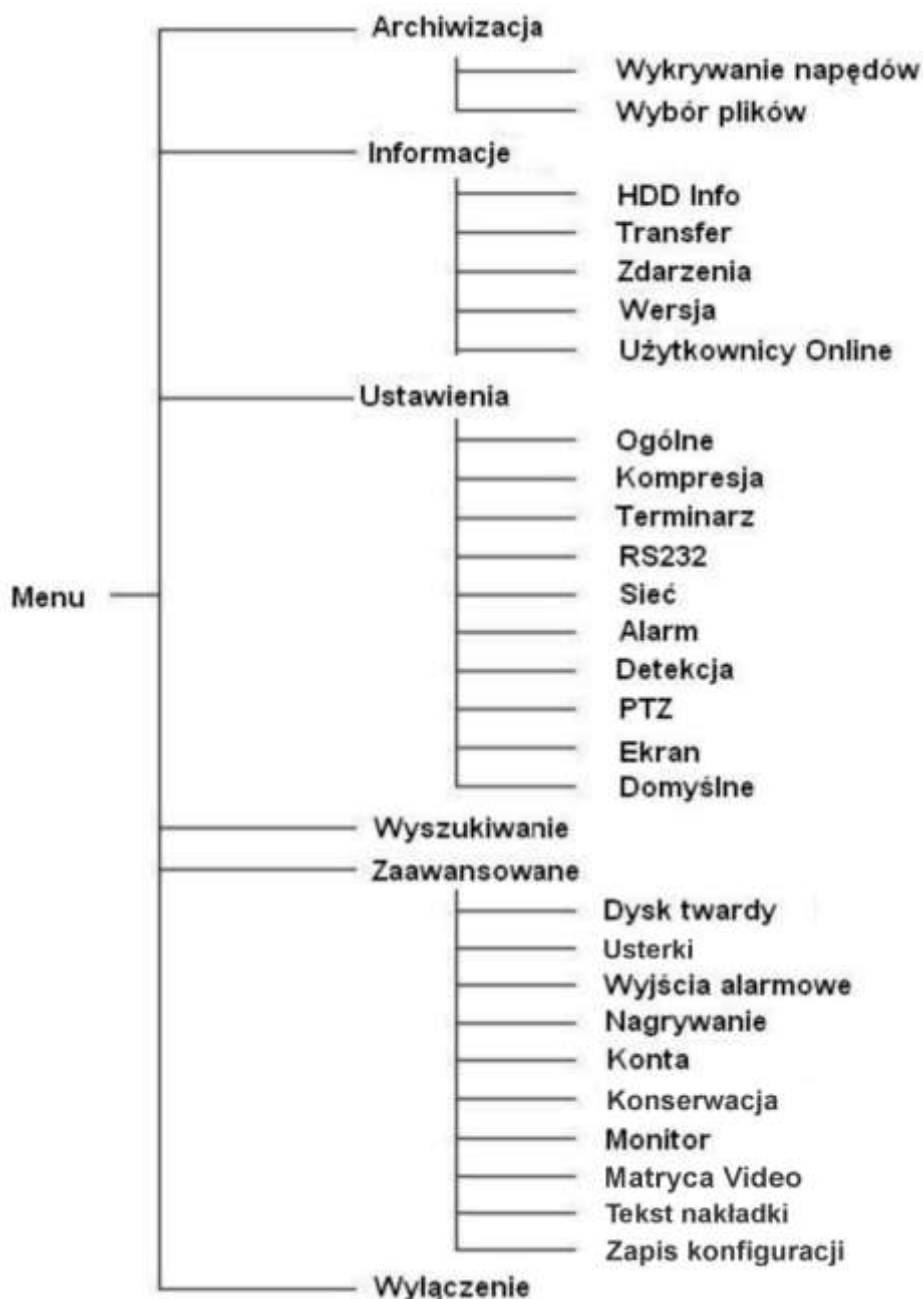 Archiwizacja
Wykrywanie napędów
Wybór plików
Informacje
HDD Info
Transfer
Zdarzenia
Wersja
Użytkownicy Online
Ustawienia
Ogólne
Kompresja
Terminarz
RS232
Sieć
Menu
Alarm
Detekcja
PTZ
Ekran
Domyślne
Wyszukiwanie
Zaawansowane
Dysk twardy
Usterki
Wyjścia alarmowe
Nagrywanie
Konta
Konserwacja
Monitor
Matryca Video
Tekst nakładki
Zapis konfiguracji
Wyłączenie